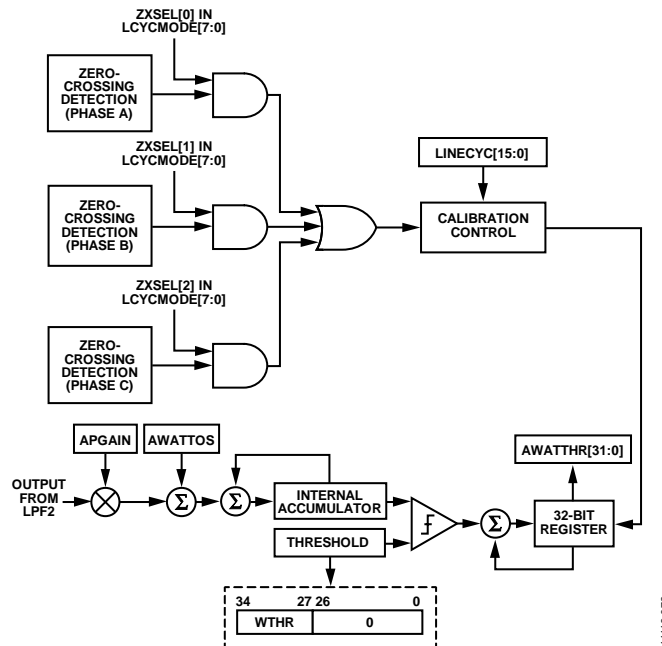 ZXSEL[0] IN
LCYCMODE[7:0]
ZERO-
CROSSING
DETECTION
(PHASE A)
ZXSEL[1] IN
LCYCMODE[7:0]
ZERO-
CROSSING
DETECTION
(PHASE B)
ZXSEL[2] IN
LCYCMODE[7:0]
ZERO-
CROSSING
DETECTION
(PHASE C)
LINECYC[15:0]
CALIBRATION
CONTROL
APGAIN
AWATTOS
AWATTHR[31:0]
OUTPUT
FROM
LPF2
Σ
Σ
INTERNAL
ACCUMULATOR
THRESHOLD
Σ
32-BIT
REGISTER
34 27 26 0
WTHR 0